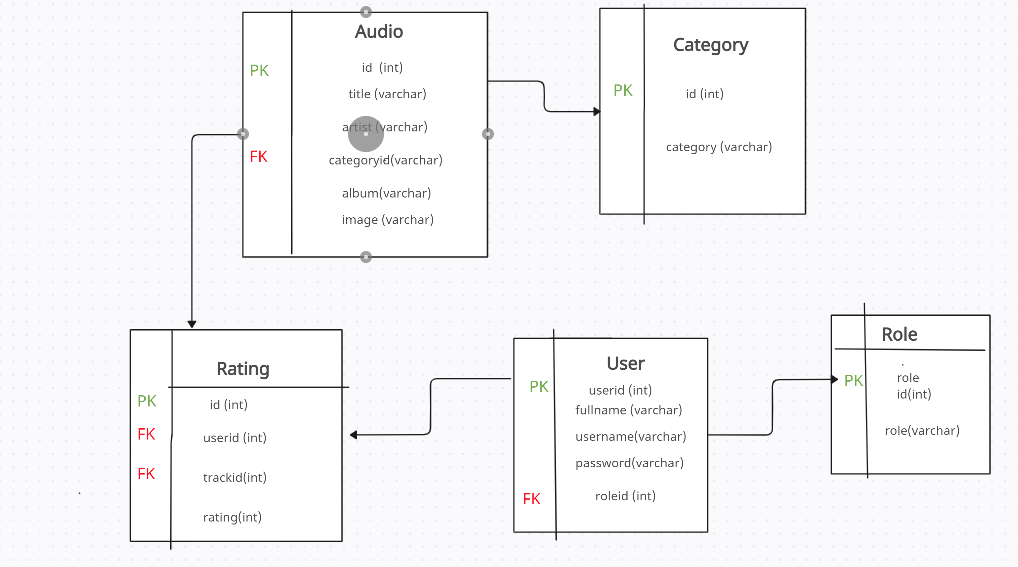 Audio
PK
id (int)
title (varchar)
artist (varchar)
FK
categoryid(varchar)
album(varchar)
image (varchar)
Category
PK
id (int)
category (varchar)
Rating
PK
id (int)
FK
userid (int)
FK
trackid(int)
rating(int)
User
PK
userid (int)
fullname (varchar)
username(varchar)
password(varchar)
FK
roleid (int)
Role
PK
role
id(int)
role(varchar)